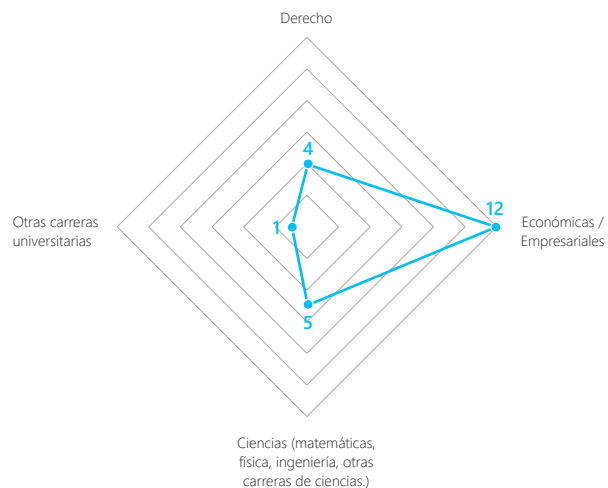 Derecho
4
12
Otras carreras
universitarias
1
Económicas /
Empresariales
5
Ciencias (matemáticas,
física, ingeniería, otras
carreras de ciencias.)